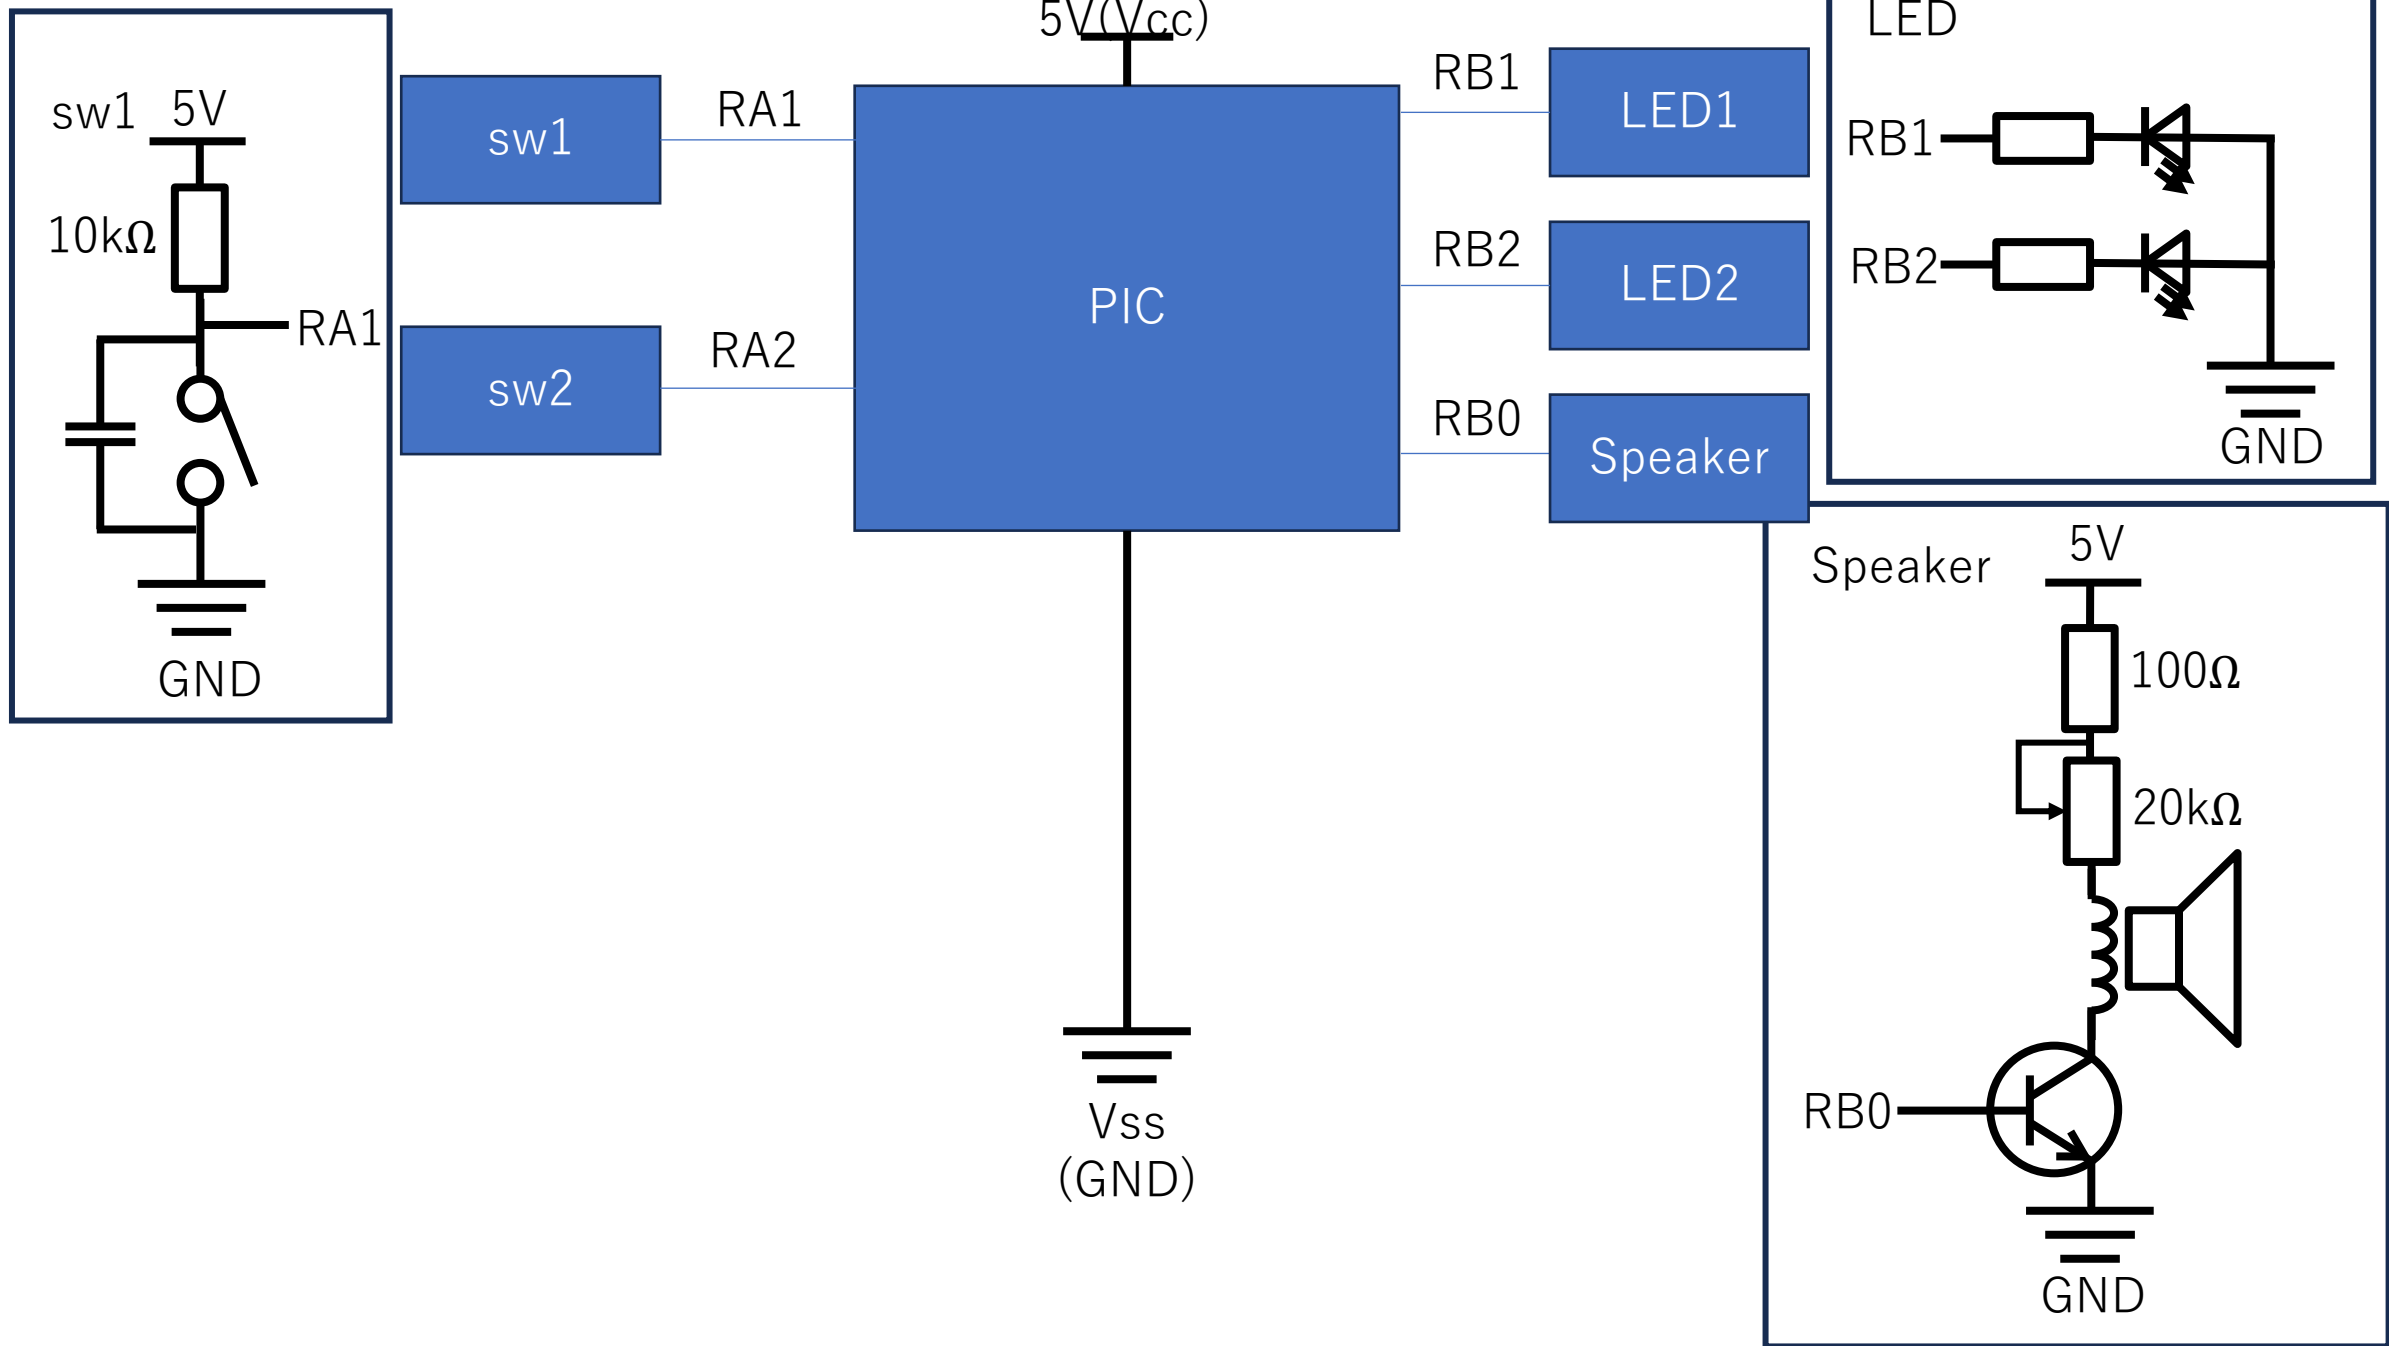 sw1 5V
10kΩ
RA1
GND
sw1
RA1
sw2
RA2
5V(Vcc)
PIC
Vss
(GND)
RB1
LED1
RB2
LED2
RB0
Speaker
LED
RB1
RB2
GND
Speaker
5V
100Ω
20kΩ
RB0
GND